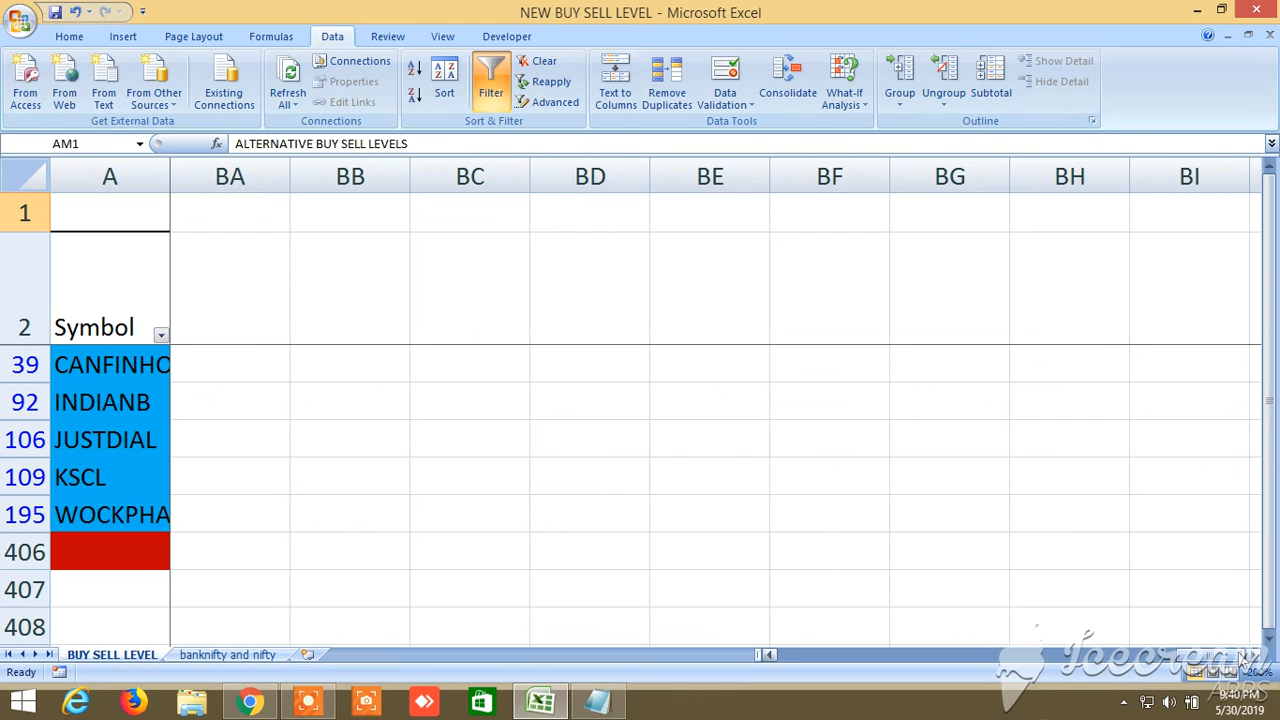 NEW BUY SELL LEVEL - Microsoft Excel
Home Insert Page Layout Formulas Data Review View Developer
From Access
From Web
From Text
From Other Sources
Existing Connections
Get External Data
Refresh All
Connections
Properties
Edit Links
Connections
Sort
Filter
Clear
Reapply
Advanced
Sort & Filter
Text to Columns
Remove Duplicates
Data Validation
Consolidate
What-If Analysis
Data Tools
Group
Ungroup
Subtotal
Show Detail
Hide Detail
Outline
AM1 fx ALTERNATIVE BUY SELL LEVELS
A BA BB BC BD BE BF BG BH BI
1
2 Symbol
39 CANFINHO
92 INDIANB
106 JUSTDIAL
109 KSCL
195 WOCKPHA
406
407
408
BUY SELL LEVEL banknifty and nifty
Ready 200%
Icecream
APPS
9:40 PM
5/30/2019